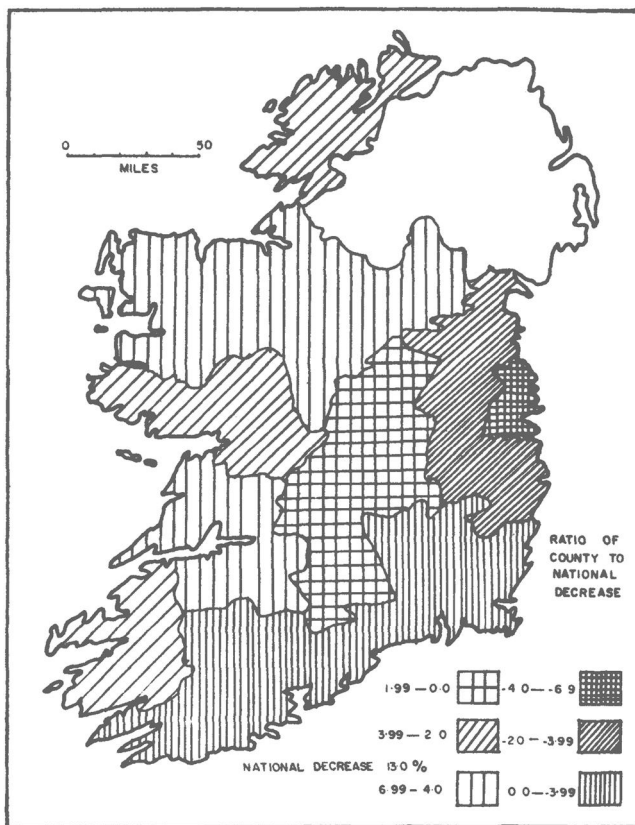 0 50
MILES
RATIO OF
COUNTY TO
NATIONAL
DECREASE
1·99—0·0 -4·0—-6·9
3·99—2·0 -2·0—-3·99
NATIONAL DECREASE 13·0%
6·99—4·0 0·0—-3·99